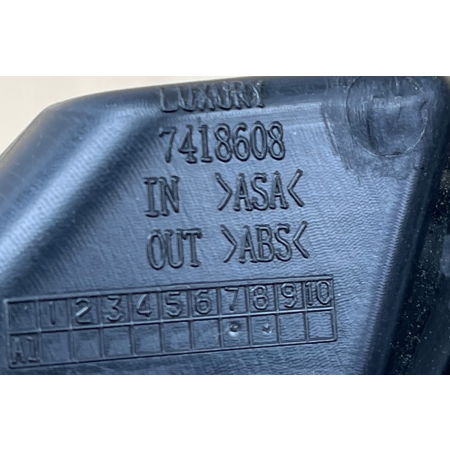 LUXURY
7418608
IN >ASA<
OUT >ABS<
1 2 3 4 5 6 7 8 9 10
A1